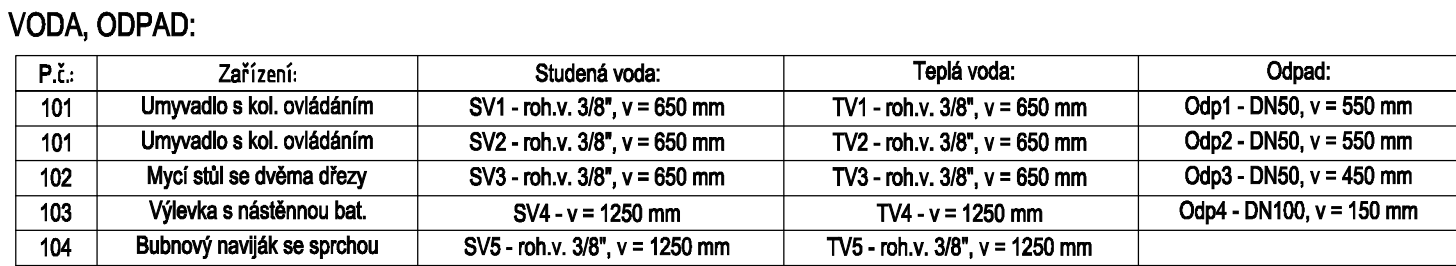 VODA, ODPAD:
P.č.: Zařízení: Studená voda: Teplá voda: Odpad:
101 Umyvadlo s kol. ovládáním SV1 - roh.v. 3/8", v = 650 mm TV1 - roh.v. 3/8", v = 650 mm Odp1 - DN50, v = 550 mm
101 Umyvadlo s kol. ovládáním SV2 - roh.v. 3/8", v = 650 mm TV2 - roh.v. 3/8", v = 650 mm Odp2 - DN50, v = 550 mm
102 Mycí stůl se dvěma dřezy SV3 - roh.v. 3/8", v = 650 mm TV3 - roh.v. 3/8", v = 650 mm Odp3 - DN50, v = 450 mm
103 Výlevka s nástěnnou bat. SV4 - v = 1250 mm TV4 - v = 1250 mm Odp4 - DN100, v = 150 mm
104 Bubnový naviják se sprchou SV5 - roh.v. 3/8", v = 1250 mm TV5 - roh.v. 3/8", v = 1250 mm